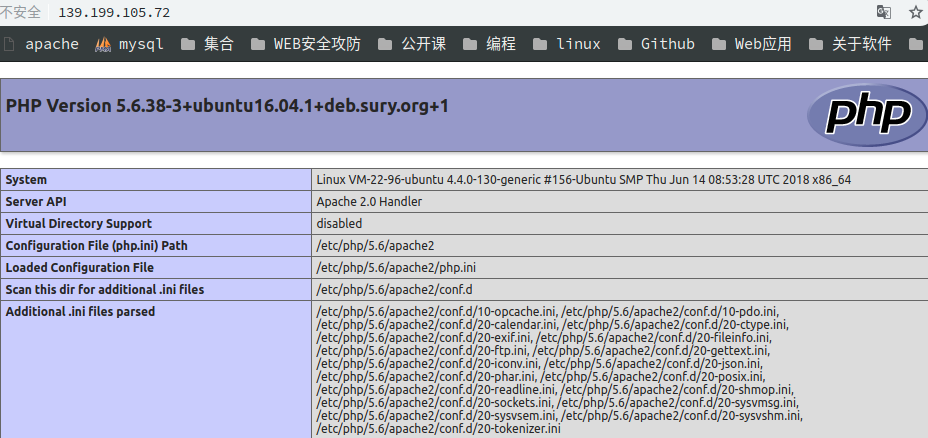 不安全 139.199.105.72
apache mysql 集合 WEB安全攻防 公开课 编程 linux Github Web应用 关于软件
PHP Version 5.6.38-3+ubuntu16.04.1+deb.sury.org+1
php
System Linux VM-22-96-ubuntu 4.4.0-130-generic #156-Ubuntu SMP Thu Jun 14 08:53:28 UTC 2018 x86_64
Server API Apache 2.0 Handler
Virtual Directory Support disabled
Configuration File (php.ini) Path /etc/php/5.6/apache2
Loaded Configuration File /etc/php/5.6/apache2/php.ini
Scan this dir for additional .ini files /etc/php/5.6/apache2/conf.d
Additional .ini files parsed /etc/php/5.6/apache2/conf.d/10-opcache.ini, /etc/php/5.6/apache2/conf.d/10-pdo.ini,
/etc/php/5.6/apache2/conf.d/20-calendar.ini, /etc/php/5.6/apache2/conf.d/20-ctype.ini,
/etc/php/5.6/apache2/conf.d/20-exif.ini, /etc/php/5.6/apache2/conf.d/20-fileinfo.ini,
/etc/php/5.6/apache2/conf.d/20-ftp.ini, /etc/php/5.6/apache2/conf.d/20-gettext.ini,
/etc/php/5.6/apache2/conf.d/20-iconv.ini, /etc/php/5.6/apache2/conf.d/20-json.ini,
/etc/php/5.6/apache2/conf.d/20-phar.ini, /etc/php/5.6/apache2/conf.d/20-posix.ini,
/etc/php/5.6/apache2/conf.d/20-readline.ini, /etc/php/5.6/apache2/conf.d/20-shmop.ini,
/etc/php/5.6/apache2/conf.d/20-sockets.ini, /etc/php/5.6/apache2/conf.d/20-sysvmsg.ini,
/etc/php/5.6/apache2/conf.d/20-sysvsem.ini, /etc/php/5.6/apache2/conf.d/20-sysvshm.ini,
/etc/php/5.6/apache2/conf.d/20-tokenizer.ini